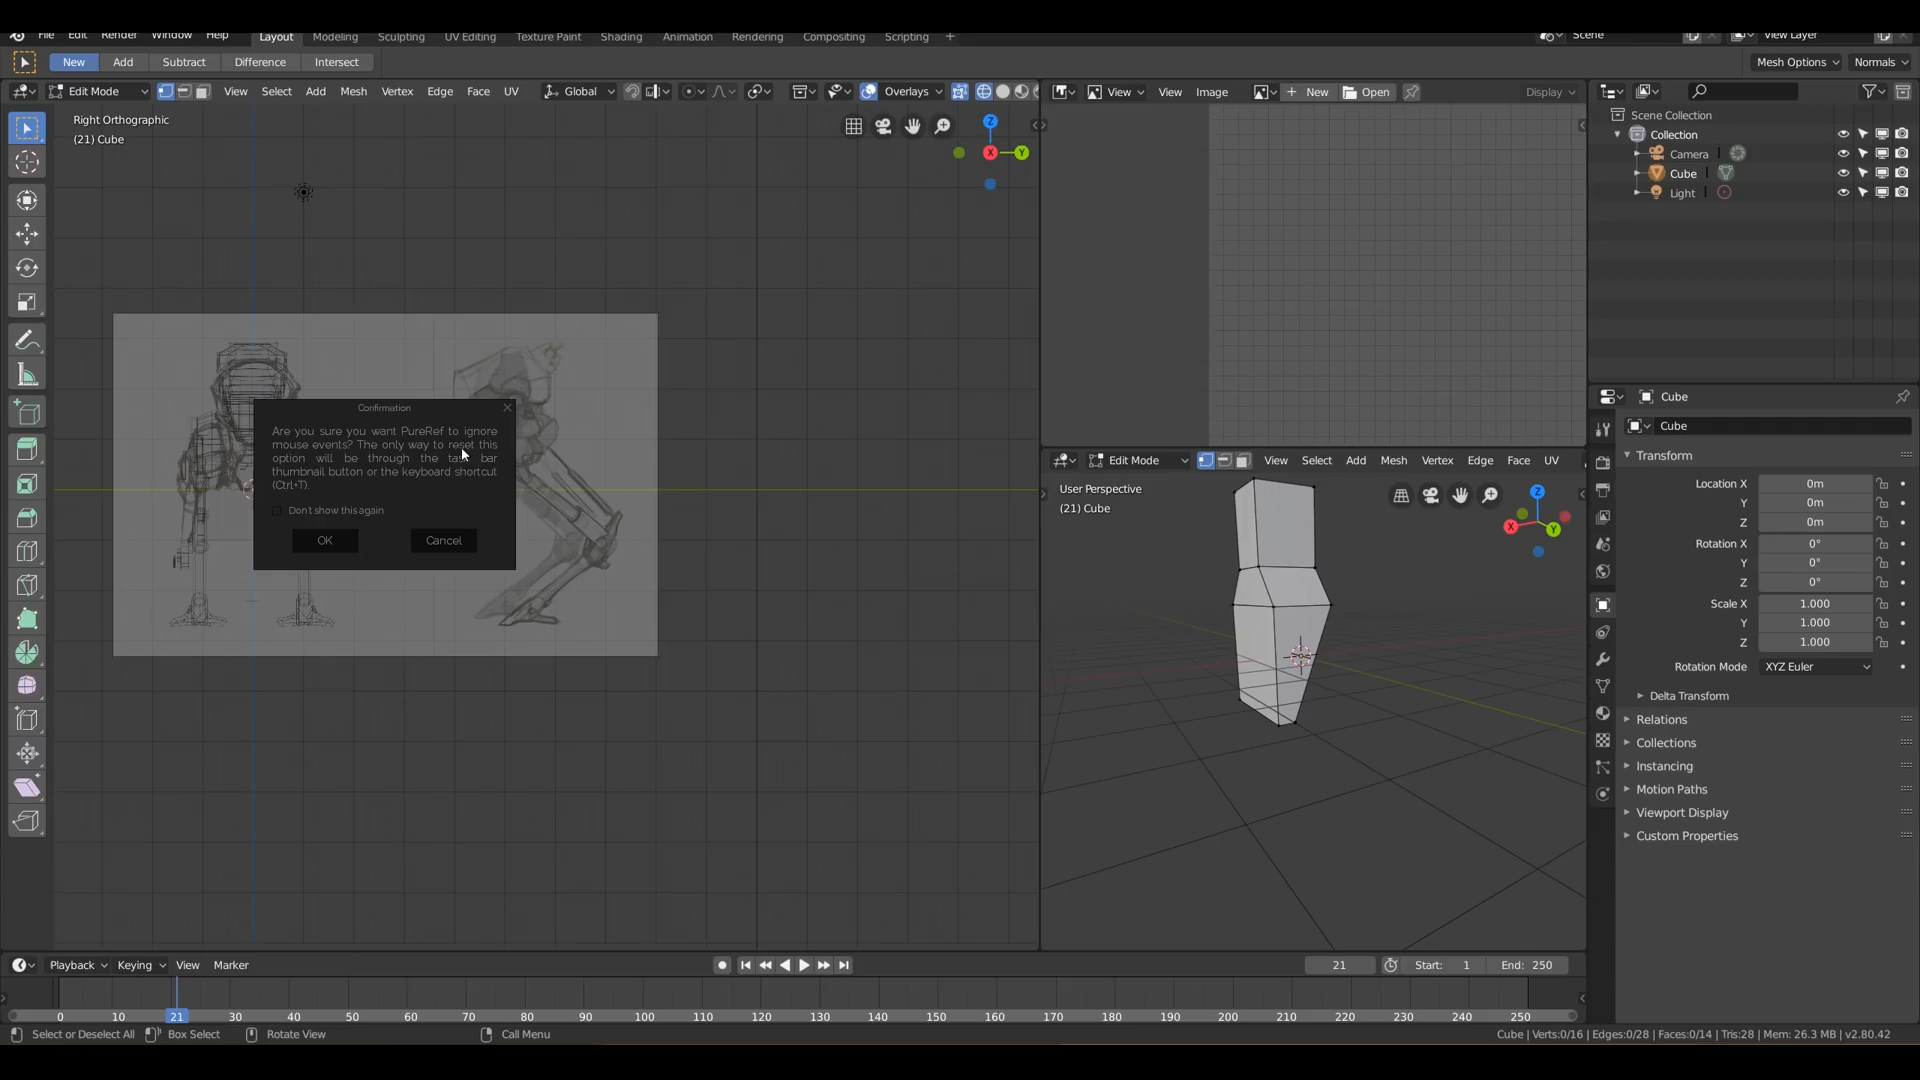 File Edit Render Window Help Layout Modeling Sculpting UV Editing Texture Paint Shading Animation Rendering Compositing Scripting + Scene View Layer
New Add Subtract Difference Intersect Mesh Options Normals
Edit Mode View Select Add Mesh Vertex Edge Face UV Global Overlays
View View Image New Open Display
Right Orthographic
(21) Cube
Z
X
Y
Scene Collection
Collection
Camera
Cube
Light
Confirmation
Are you sure you want PureRef to ignore
mouse events? The only way to reset this
option will be through the task bar
thumbnail button or the keyboard shortcut
(Ctrl+T).
Don't show this again
OK Cancel
Edit Mode View Select Add Mesh Vertex Edge Face UV
User Perspective
(21) Cube
Z
X
Y
Cube
Cube
Transform
Location X 0m
Y 0m
Z 0m
Rotation X 0°
Y 0°
Z 0°
Scale X 1.000
Y 1.000
Z 1.000
Rotation Mode XYZ Euler
Delta Transform
Relations
Collections
Instancing
Motion Paths
Viewport Display
Custom Properties
Playback Keying View Marker 21 Start: 1 End: 250
0 10 21 30 40 50 60 70 80 90 100 110 120 130 140 150 160 170 180 190 200 210 220 230 240 250
Select or Deselect All Box Select Rotate View Call Menu Cube | Verts:0/16 | Edges:0/28 | Faces:0/14 | Tris:28 | Mem: 26.3 MB | v2.80.42